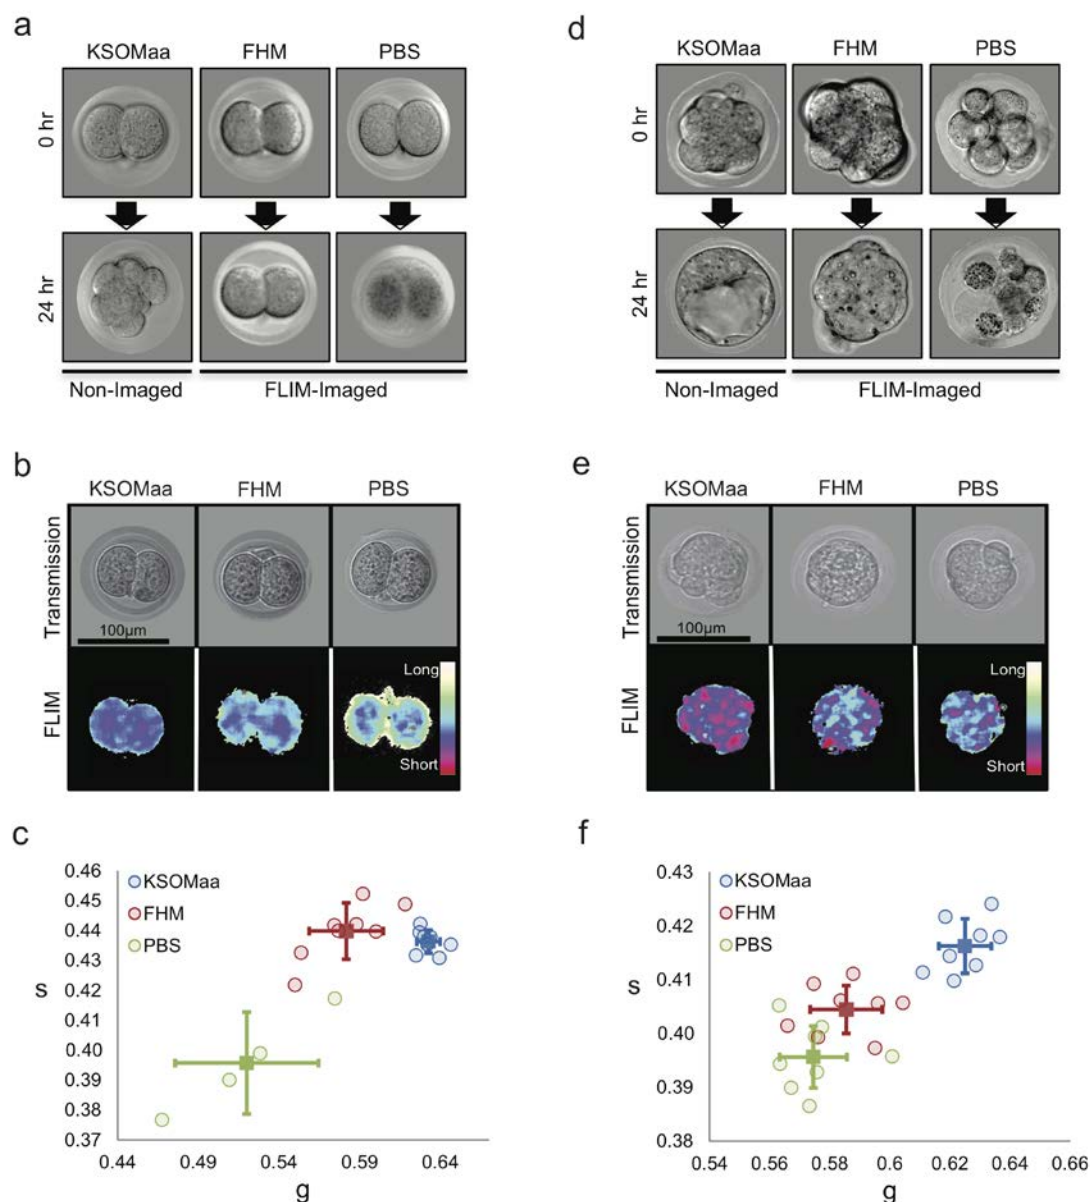 a
KSOMaa FHM PBS
0 hr
24 hr
Non-Imaged FLIM-Imaged
b
KSOMaa FHM PBS
Transmission
100µm
FLIM
Long
Short
c
0.46
0.45
0.44
0.43
0.42
0.41
0.40
0.39
0.38
0.37
s
KSOMaa
FHM
PBS
0.44 0.49 0.54 0.59 0.64
g
d
KSOMaa FHM PBS
0 hr
24 hr
Non-Imaged FLIM-Imaged
e
KSOMaa FHM PBS
Transmission
100µm
FLIM
Long
Short
f
0.43
0.42
0.41
0.40
0.39
0.38
s
KSOMaa
FHM
PBS
0.54 0.56 0.58 0.6 0.62 0.64 0.66
g